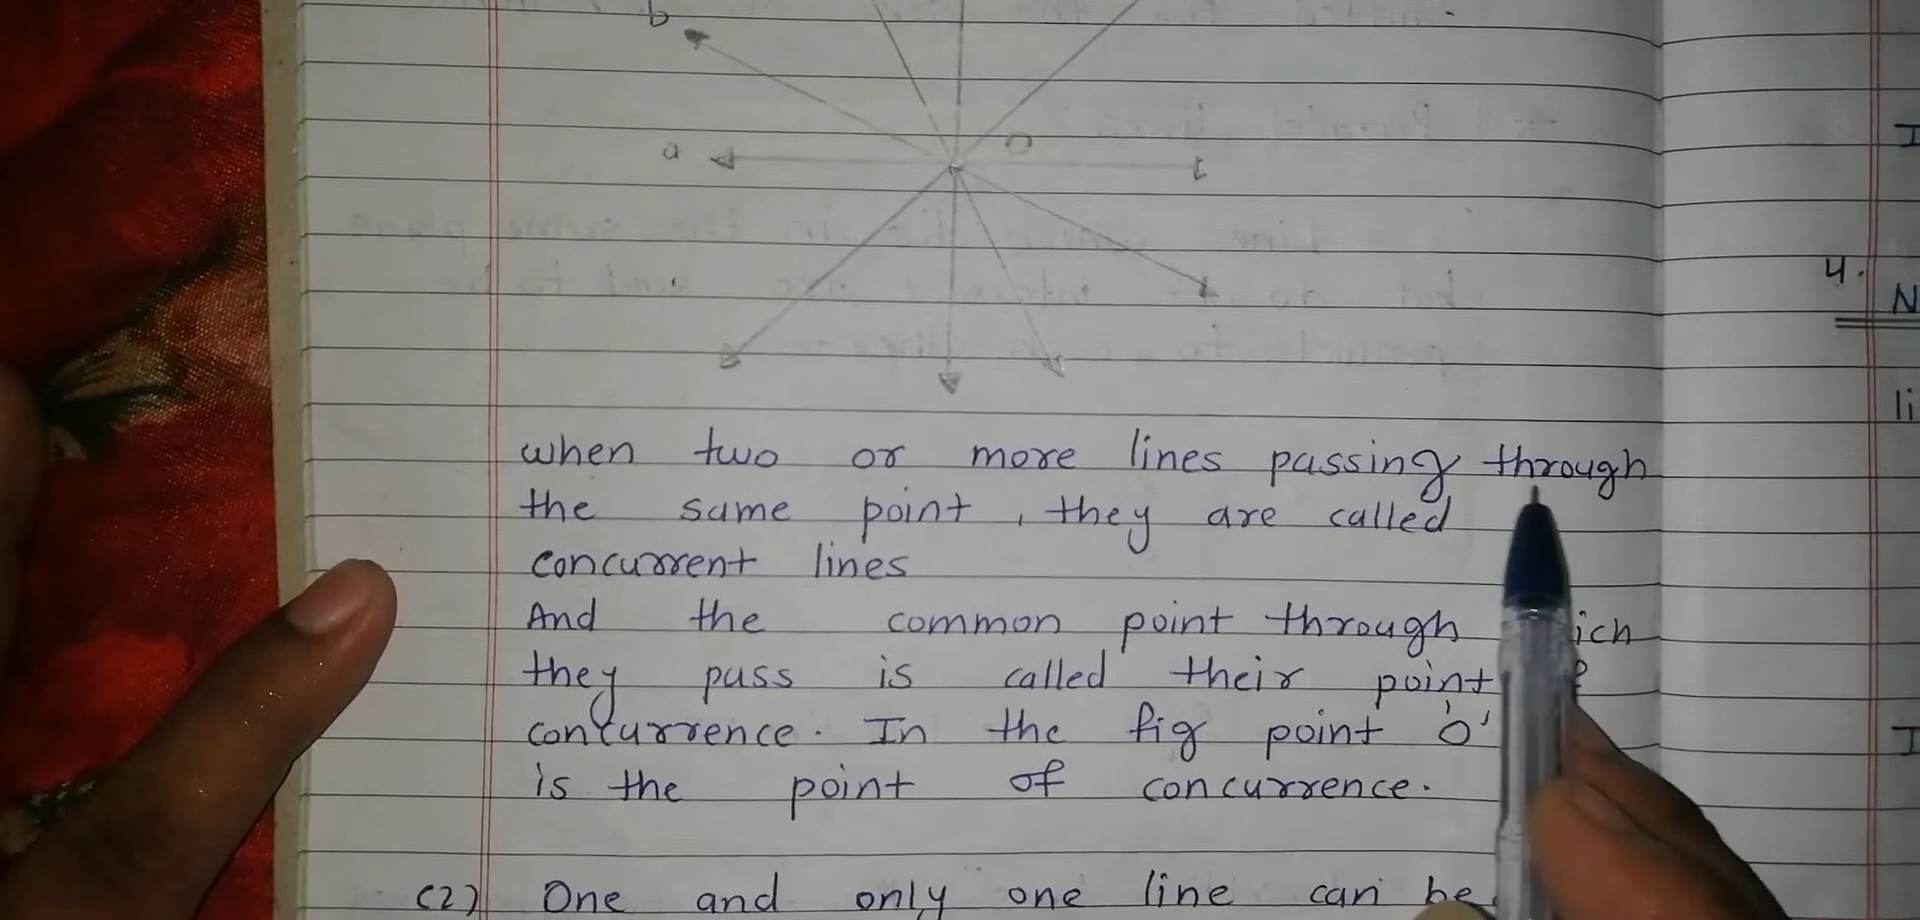 b
a O
when two or more lines passing through
the same point , they are called
concurrent lines
And the common point through
they pass is called their point
concurrence. In the fig point 'O'
is the point of concurrence.
(2) One and only one line can be
4.